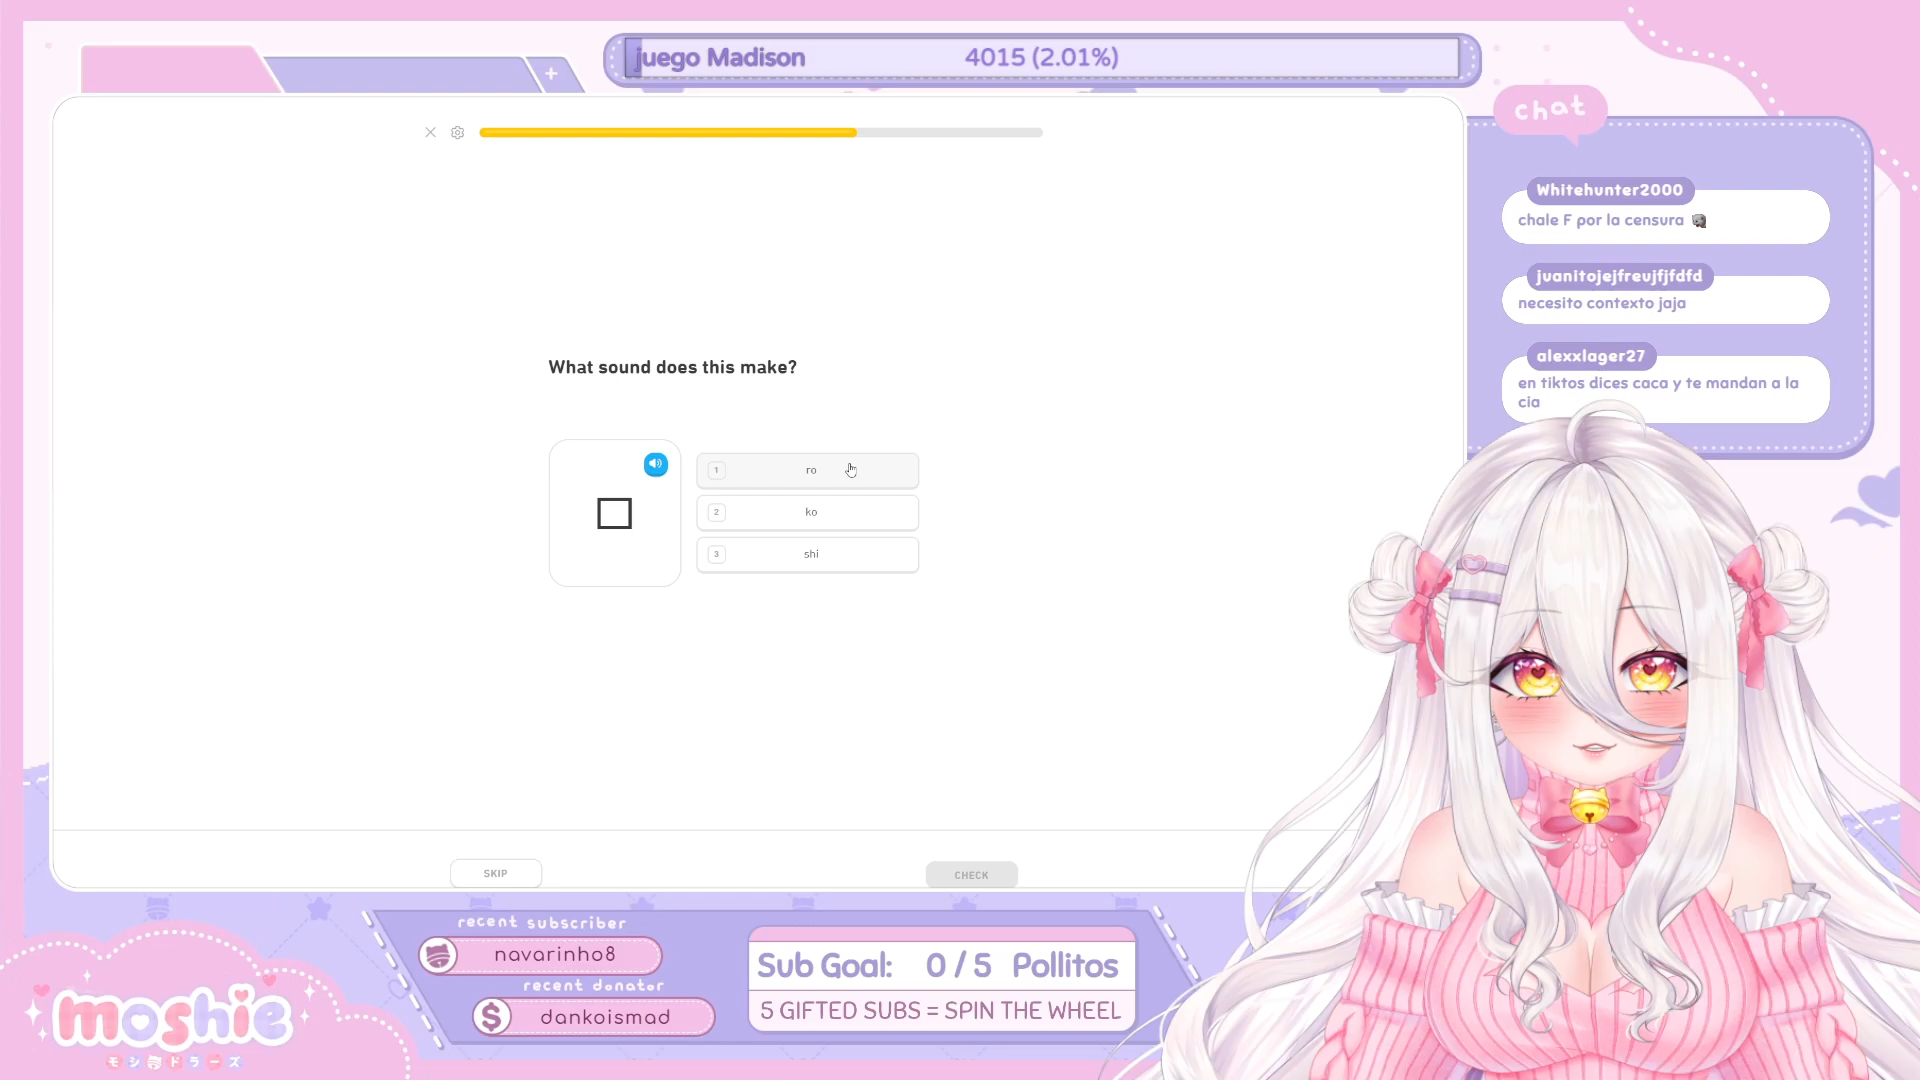 juego Madison 4015 (2.01%)
chat
Whitehunter2000
chale F por la censura
juanitojejfreujfjfdfd
necesito contexto jaja
alexxlager27
en tiktos dices caca y te mandan a la
cia
What sound does this make?
ロ
1 ro
2 ko
3 shi
SKIP
CHECK
recent subscriber
navarinho8
recent donator
$ dankoismad
Sub Goal: 0 / 5 Pollitos
5 GIFTED SUBS = SPIN THE WHEEL
moshie